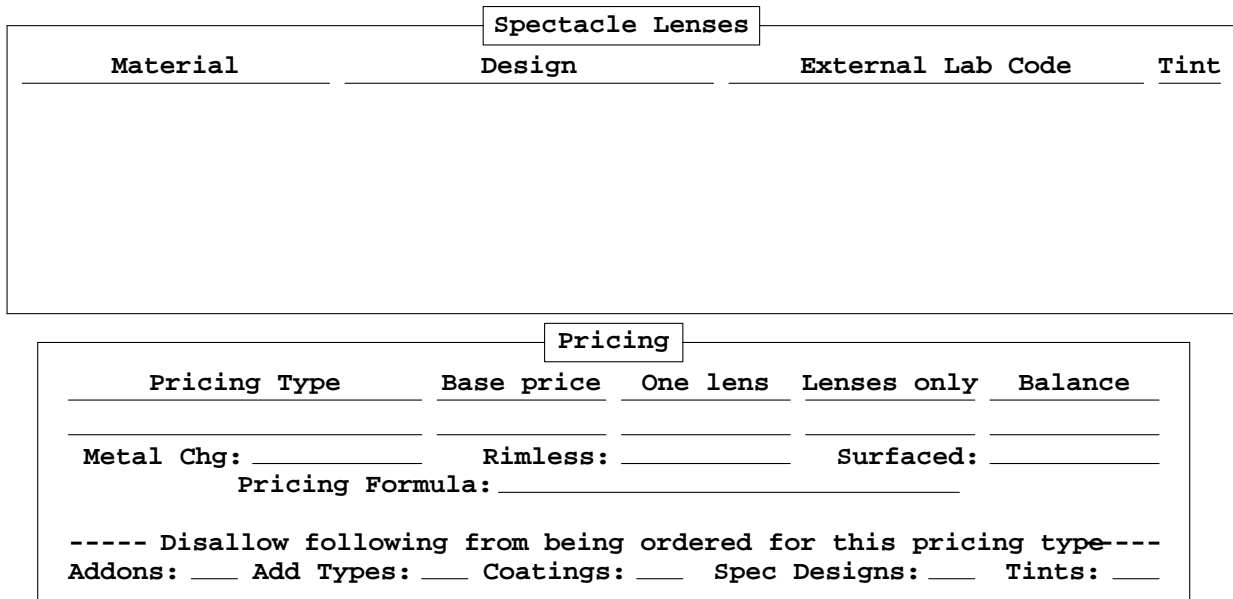 Spectacle Lenses
Material Design External Lab Code Tint
Pricing
Pricing Type Base price One lens Lenses only Balance
Metal Chg: Rimless: Surfaced:
Pricing Formula:
----- Disallow following from being ordered for this pricing type-----
Addons: Add Types: Coatings: Spec Designs: Tints: